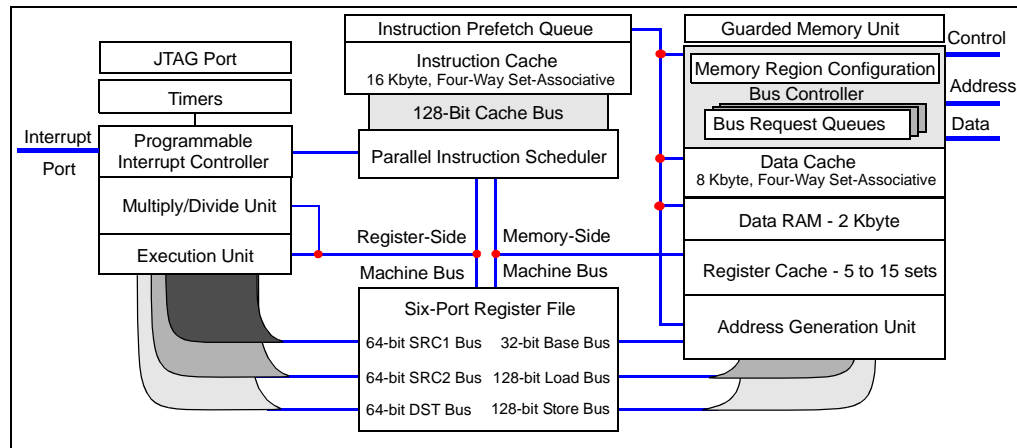 JTAG Port
Timers
Interrupt
Port
Programmable
Interrupt Controller
Multiply/Divide Unit
Execution Unit
Instruction Prefetch Queue
Instruction Cache
16 Kbyte, Four-Way Set-Associative
128-Bit Cache Bus
Parallel Instruction Scheduler
Register-Side
Machine Bus
Memory-Side
Machine Bus
Six-Port Register File
64-bit SRC1 Bus
32-bit Base Bus
64-bit SRC2 Bus
128-bit Load Bus
64-bit DST Bus
128-bit Store Bus
Guarded Memory Unit
Memory Region Configuration
Bus Controller
Bus Request Queues
Data Cache
8 Kbyte, Four-Way Set-Associative
Data RAM - 2 Kbyte
Register Cache - 5 to 15 sets
Address Generation Unit
Control
Address
Data